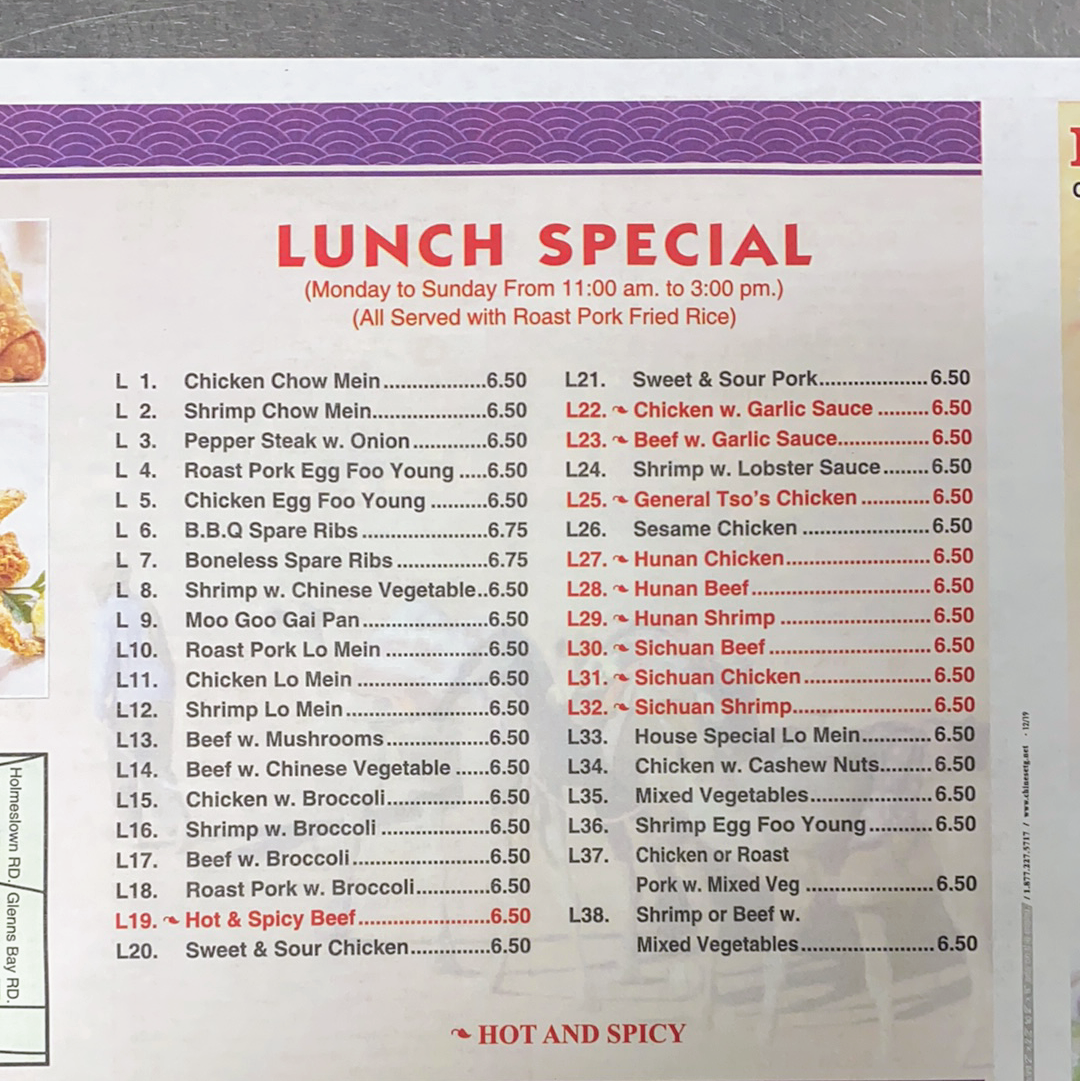 LUNCH SPECIAL
(Monday to Sunday From 11:00 am. to 3:00 pm.)
(All Served with Roast Pork Fried Rice)
L 1. Chicken Chow Mein..................6.50
L 2. Shrimp Chow Mein....................6.50
L 3. Pepper Steak w. Onion.............6.50
L 4. Roast Pork Egg Foo Young .....6.50
L 5. Chicken Egg Foo Young ..........6.50
L 6. B.B.Q Spare Ribs ......................6.75
L 7. Boneless Spare Ribs ................6.75
L 8. Shrimp w. Chinese Vegetable..6.50
L 9. Moo Goo Gai Pan......................6.50
L10. Roast Pork Lo Mein ..................6.50
L11. Chicken Lo Mein .......................6.50
L12. Shrimp Lo Mein.........................6.50
L13. Beef w. Mushrooms..................6.50
L14. Beef w. Chinese Vegetable ......6.50
L15. Chicken w. Broccoli..................6.50
L16. Shrimp w. Broccoli ...................6.50
L17. Beef w. Broccoli........................6.50
L18. Roast Pork w. Broccoli.............6.50
L19. Hot & Spicy Beef.......................6.50
L20. Sweet & Sour Chicken..............6.50
L21. Sweet & Sour Pork...................6.50
L22. Chicken w. Garlic Sauce .........6.50
L23. Beef w. Garlic Sauce................6.50
L24. Shrimp w. Lobster Sauce........6.50
L25. General Tso's Chicken ............6.50
L26. Sesame Chicken ......................6.50
L27. Hunan Chicken.........................6.50
L28. Hunan Beef...............................6.50
L29. Hunan Shrimp ..........................6.50
L30. Sichuan Beef ............................6.50
L31. Sichuan Chicken......................6.50
L32. Sichuan Shrimp........................6.50
L33. House Special Lo Mein............6.50
L34. Chicken w. Cashew Nuts.........6.50
L35. Mixed Vegetables.....................6.50
L36. Shrimp Egg Foo Young...........6.50
L37. Chicken or Roast
Pork w. Mixed Veg ......................6.50
L38. Shrimp or Beef w.
Mixed Vegetables.......................6.50
HOT AND SPICY
Holmeslown RD.
Glenns Bay RD.
/ 1.877.227.5717 / www.chinesetg.net - 12/19